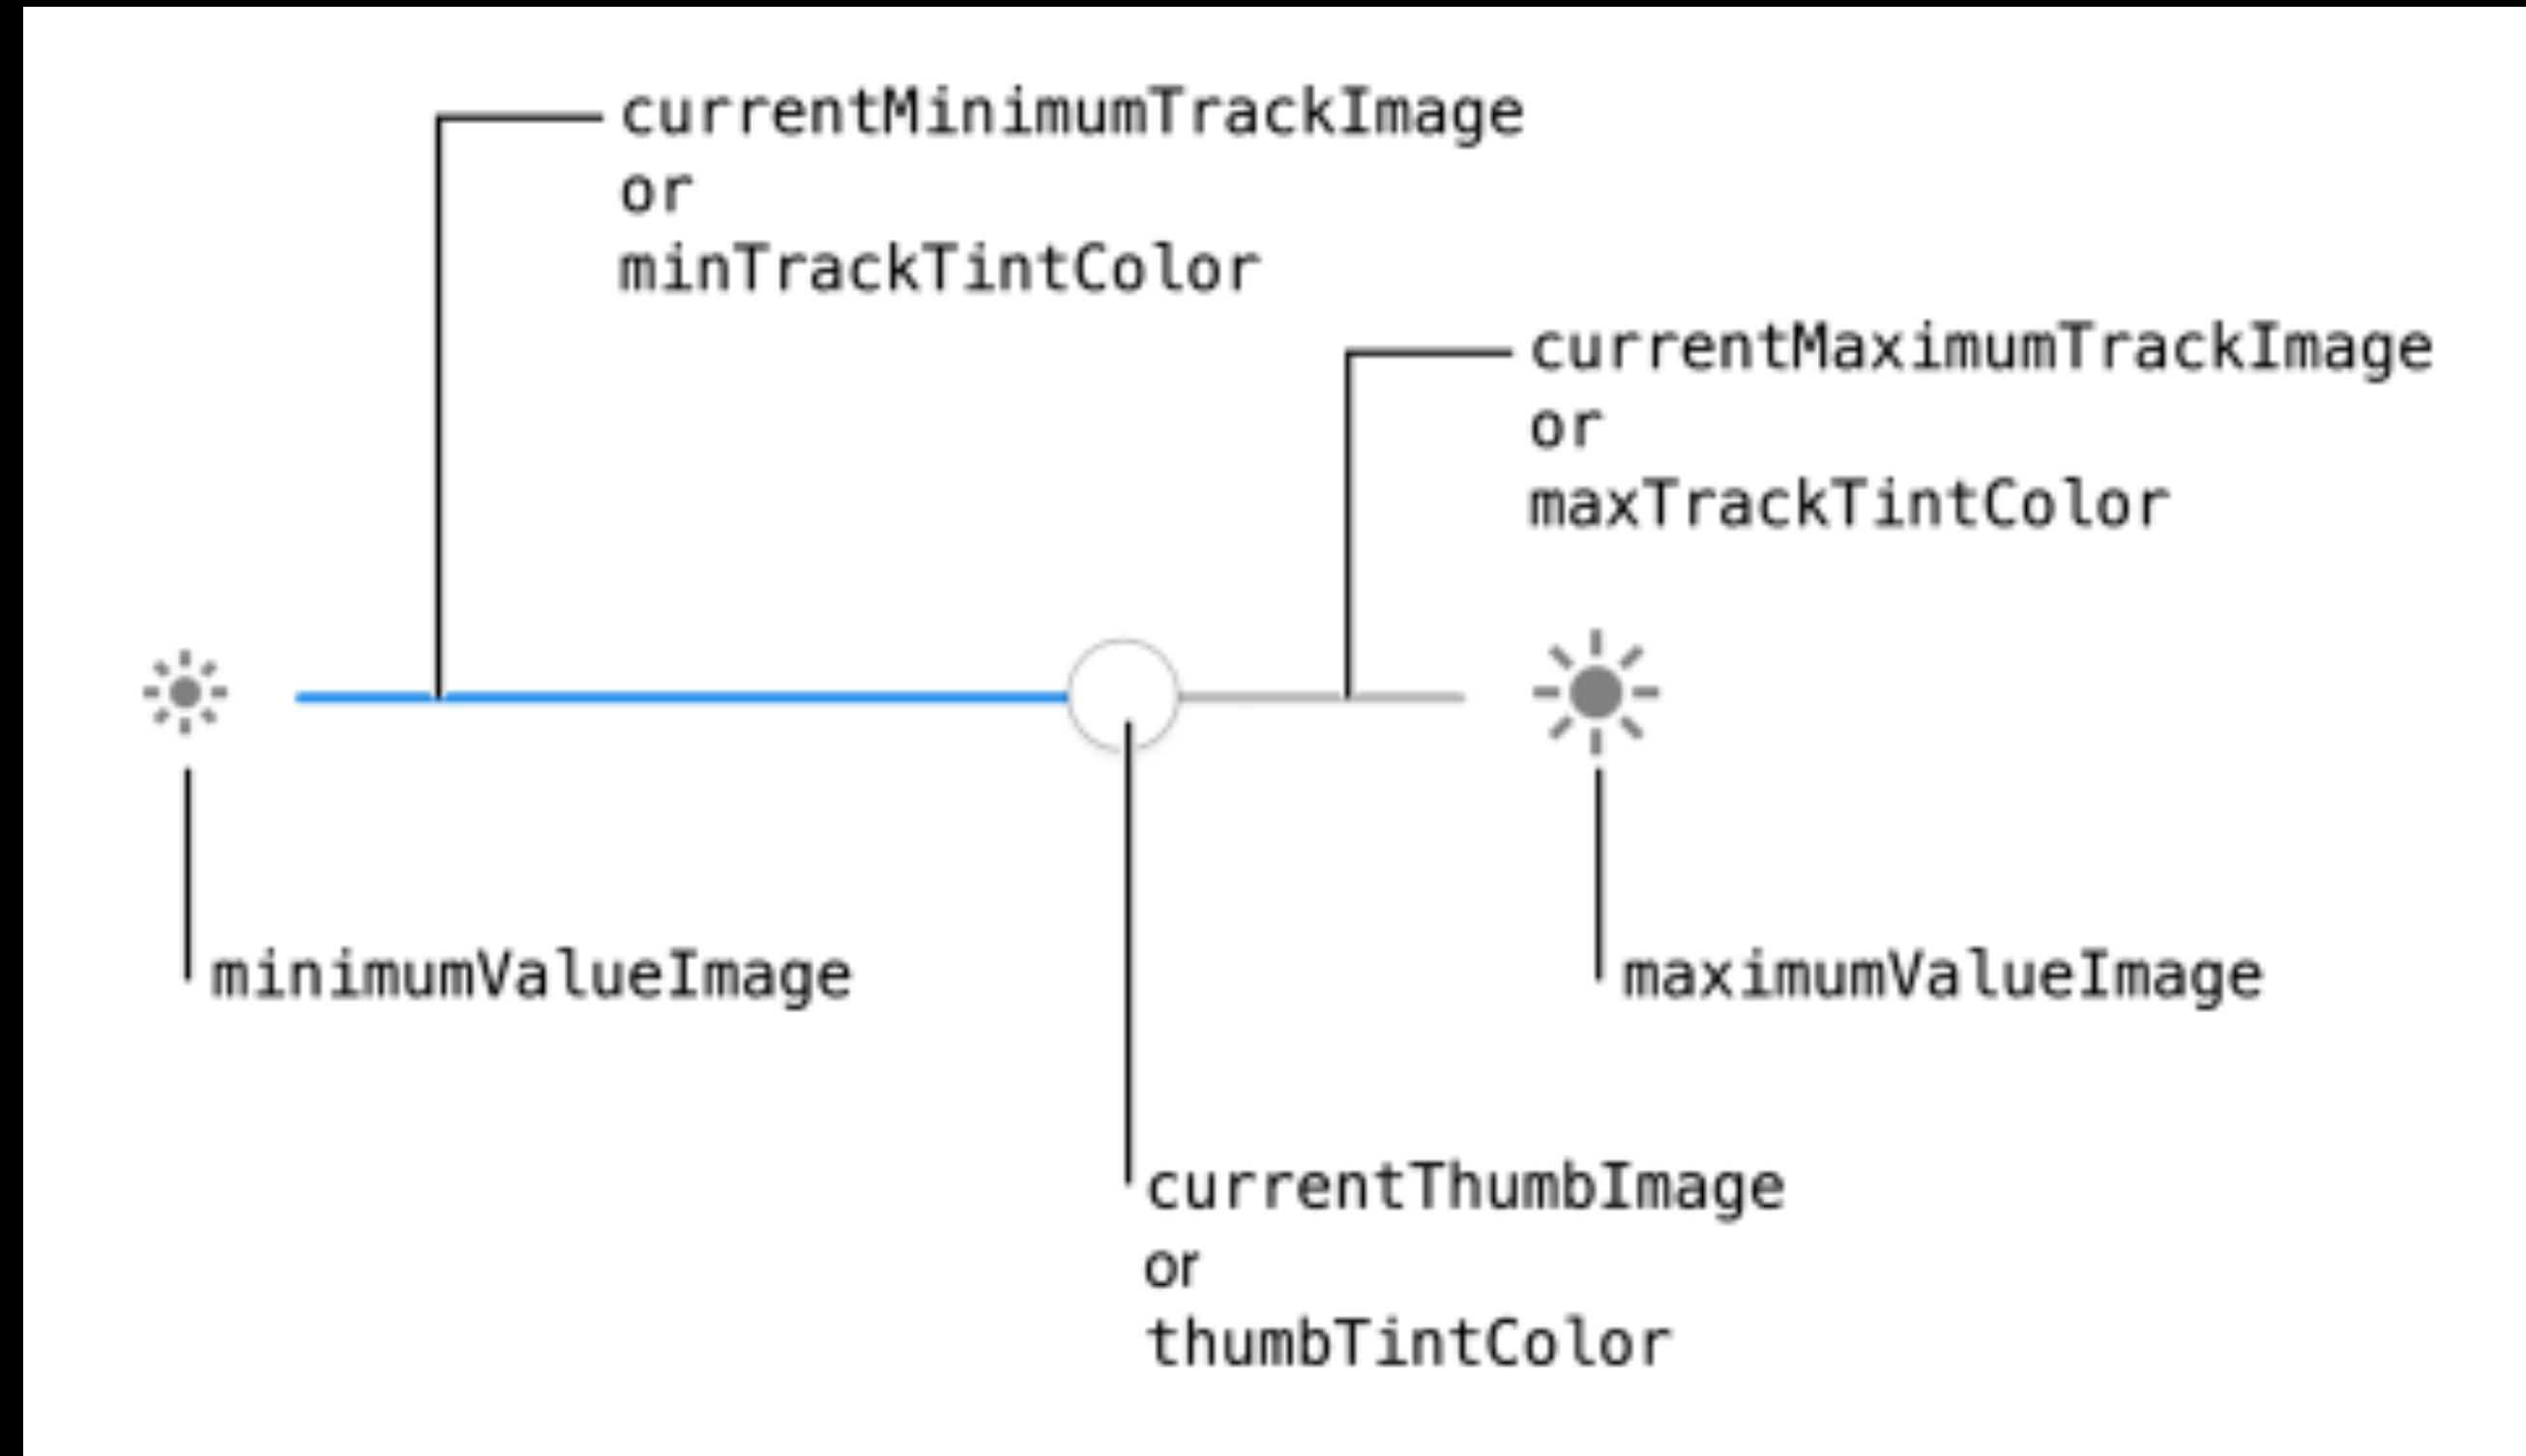 currentMinimumTrackImage
or
minTrackTintColor
currentMaximumTrackImage
or
maxTrackTintColor
minimumValueImage
maximumValueImage
currentThumbImage
or
thumbTintColor